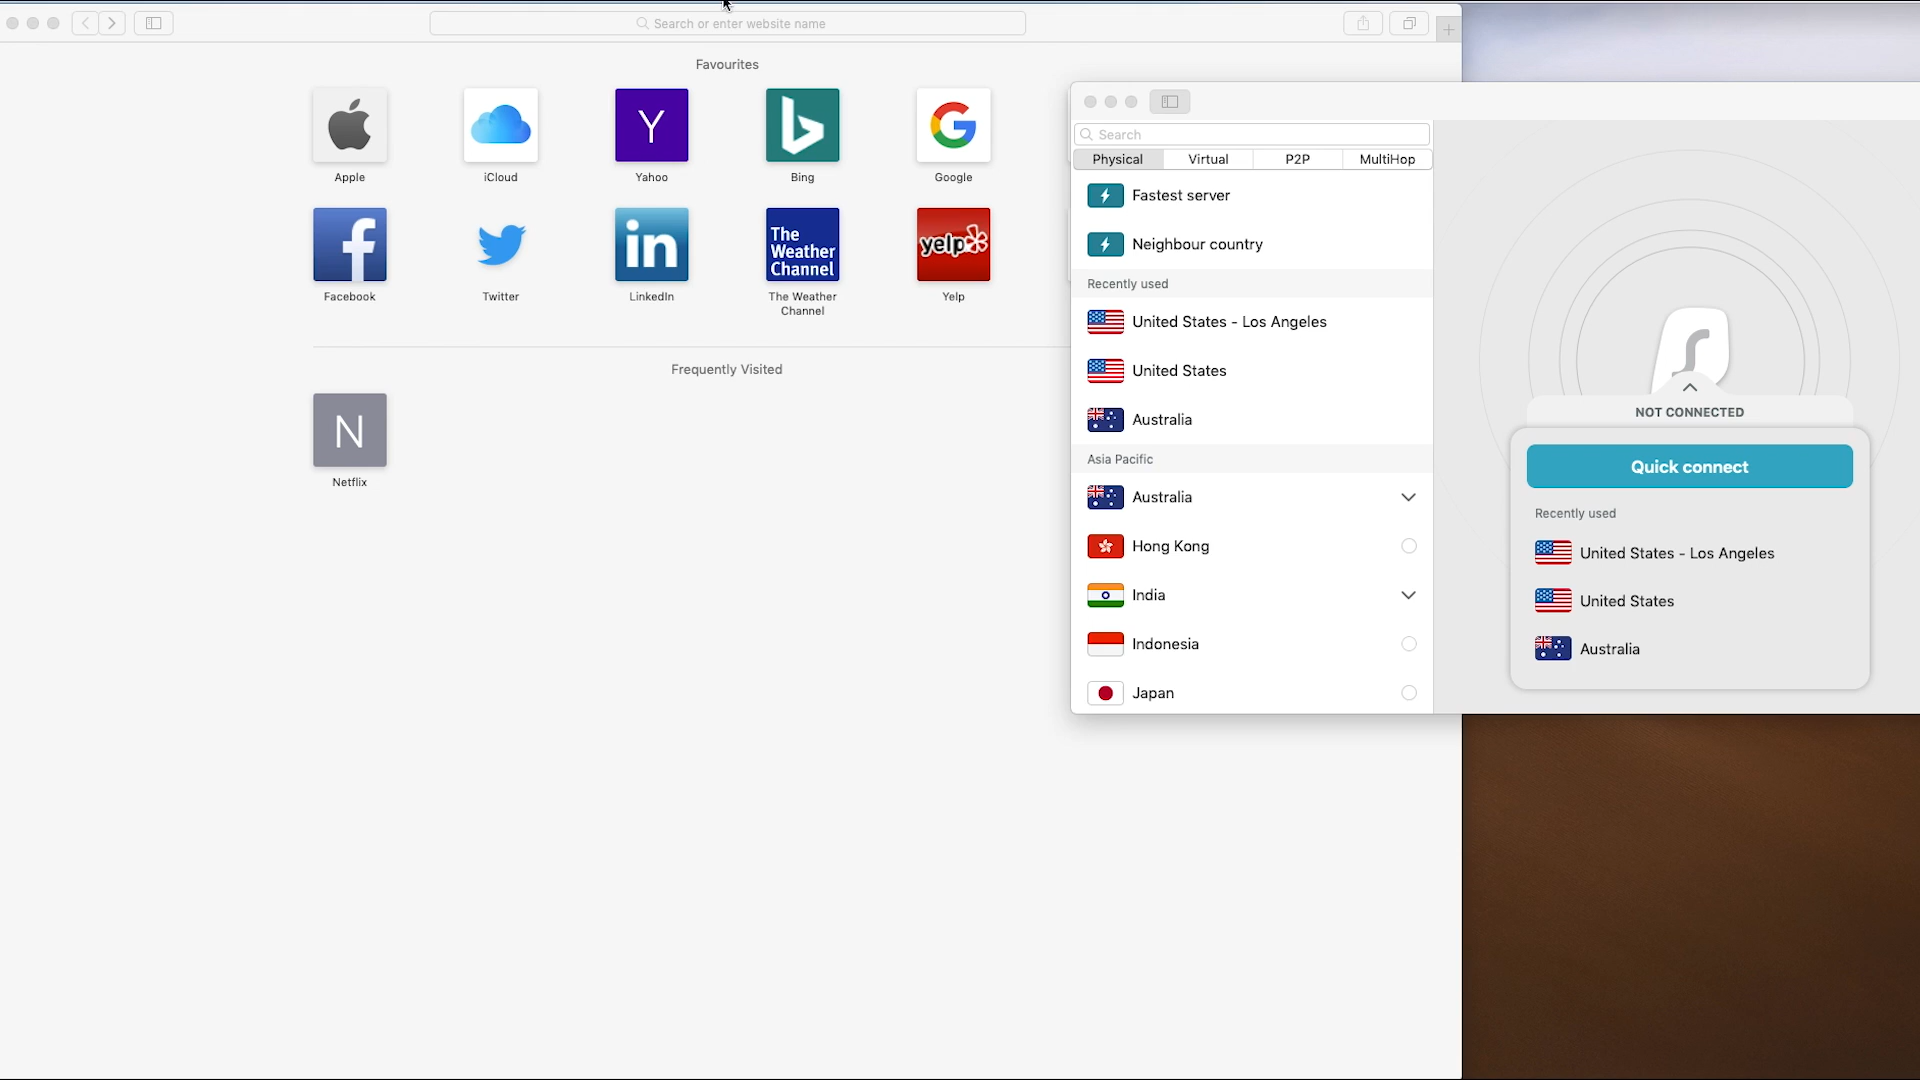 Search or enter website name
Favourites
Y
G
Apple
iCloud
Yahoo
Bing
Google
f
in
The
Weather
Channel
yelp
Facebook
Twitter
LinkedIn
The Weather
Channel
Yelp
Frequently Visited
N
Netflix
Search
Physical
Virtual
P2P
MultiHop
Fastest server
Neighbour country
Recently used
United States - Los Angeles
United States
Australia
Asia Pacific
Australia
Hong Kong
India
Indonesia
Japan
NOT CONNECTED
Quick connect
Recently used
United States - Los Angeles
United States
Australia